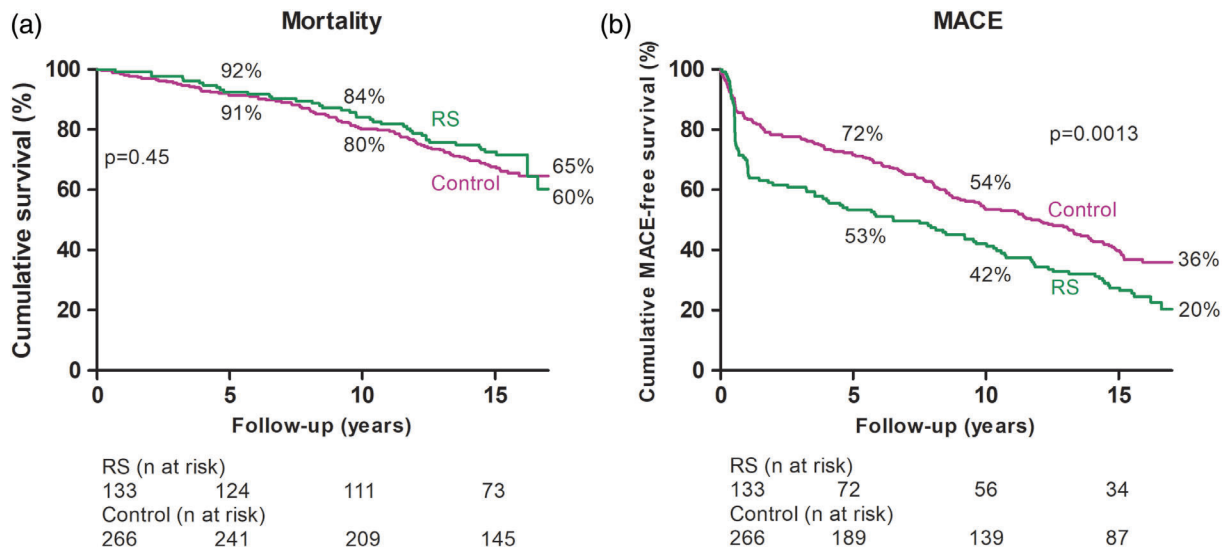 (a)
Mortality
Cumulative survival (%)
100
80
60
40
20
0
92%
91%
84%
80%
RS
Control
65%
60%
p=0.45
0
5
10
15
Follow-up (years)
RS (n at risk)
133 124 111 73
Control (n at risk)
266 241 209 145
(b)
MACE
Cumulative MACE-free survival (%)
100
80
60
40
20
0
72%
53%
54%
42%
p=0.0013
Control
RS
36%
20%
0
5
10
15
Follow-up (years)
RS (n at risk)
133 72 56 34
Control (n at risk)
266 189 139 87